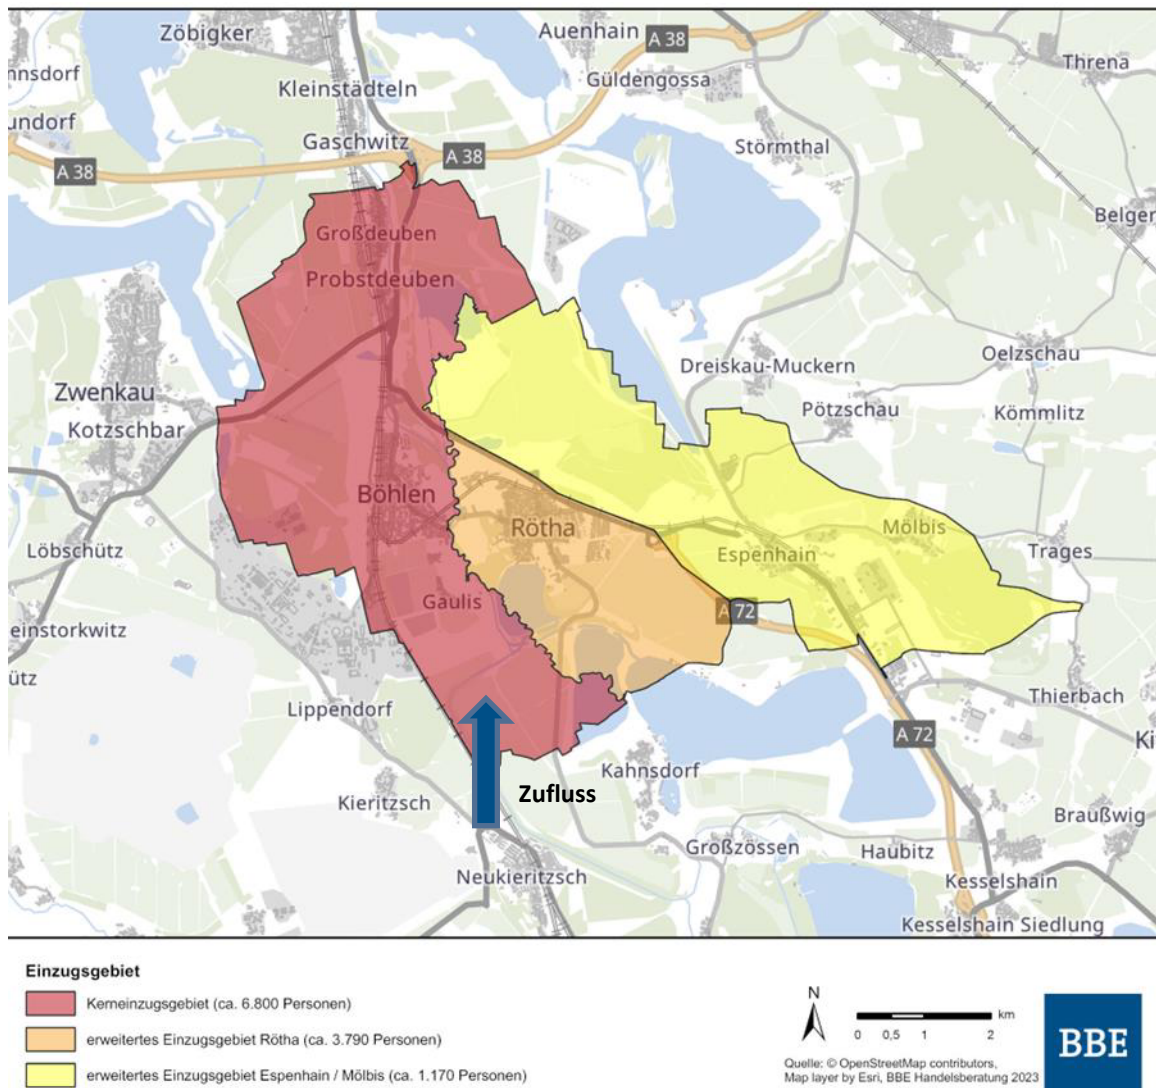 Zöbigker
Auenhain
A 38
nnsdorf
Threna
Kleinstädteln
Güldengossa
undorf
Gaschwitz
A 38
Störmthal
A 38
Belger
Großdeuben
Probstdeuben
Oelzschau
Dreiskau-Muckern
Zwenkau
Pötzschau
Kömmlitz
Kotzschbar
Böhlen
Rötha
Mölbis
Löbschütz
Espenhain
Trages
Gaulis
A 72
einstorkwitz
ütz
Thierbach
Lippendorf
A 72
Ki
Kahnsdorf
Zufluss
Kieritzsch
Braußwig
Großzössen
Haubitz
Neukieritzsch
Kesselshain
Kesselshain Siedlung
Einzugsgebiet
Kerneinzugsgebiet (ca. 6.800 Personen)
erweitertes Einzugsgebiet Rötha (ca. 3.790 Personen)
erweitertes Einzugsgebiet Espenhain / Mölbis (ca. 1.170 Personen)
N
km
0 0,5 1 2
Quelle: © OpenStreetMap contributors,
Map layer by Esri, BBE Handelsberatung 2023
BBE